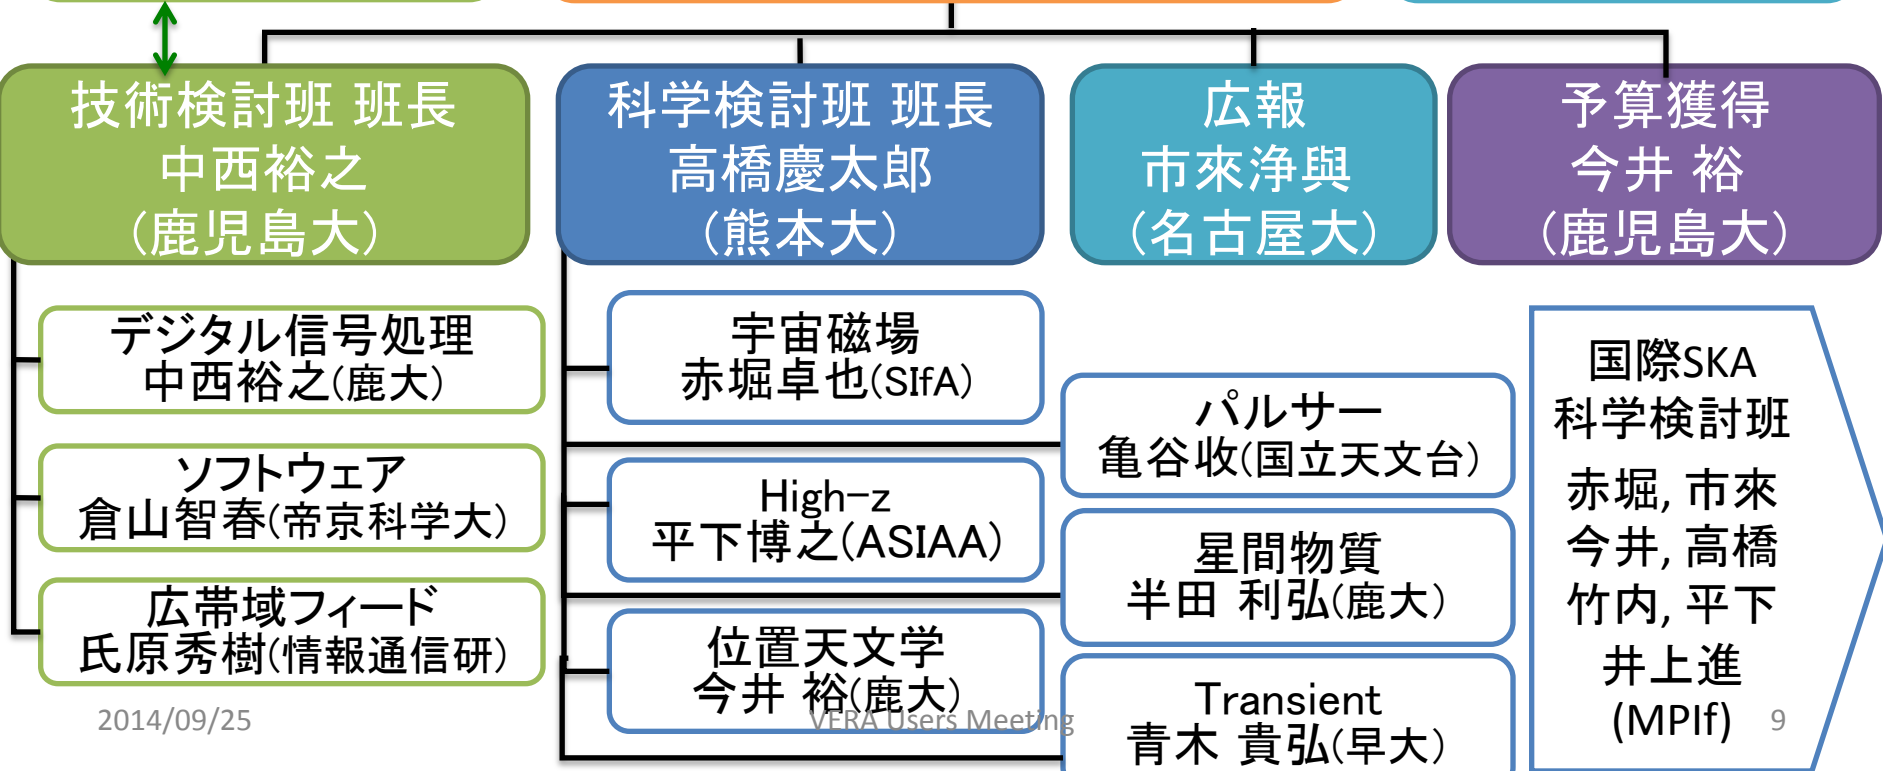 技術検討班 班長
中西裕之
(鹿児島大)
科学検討班 班長
高橋慶太郎
(熊本大)
広報
市來浄與
(名古屋大)
予算獲得
今井 裕
(鹿児島大)
デジタル信号処理
中西裕之(鹿大)
ソフトウェア
倉山智春(帝京科学大)
広帯域フィード
氏原秀樹(情報通信研)
宇宙磁場
赤堀卓也(SIfA)
High-z
平下博之(ASIAA)
位置天文学
今井 裕(鹿大)
パルサー
亀谷收(国立天文台)
星間物質
半田 利弘(鹿大)
Transient
青木 貴弘(早大)
国際SKA
科学検討班
赤堀, 市來
今井, 高橋
竹内, 平下
井上進
(MPIf)
2014/09/25
VERA Users Meeting
9